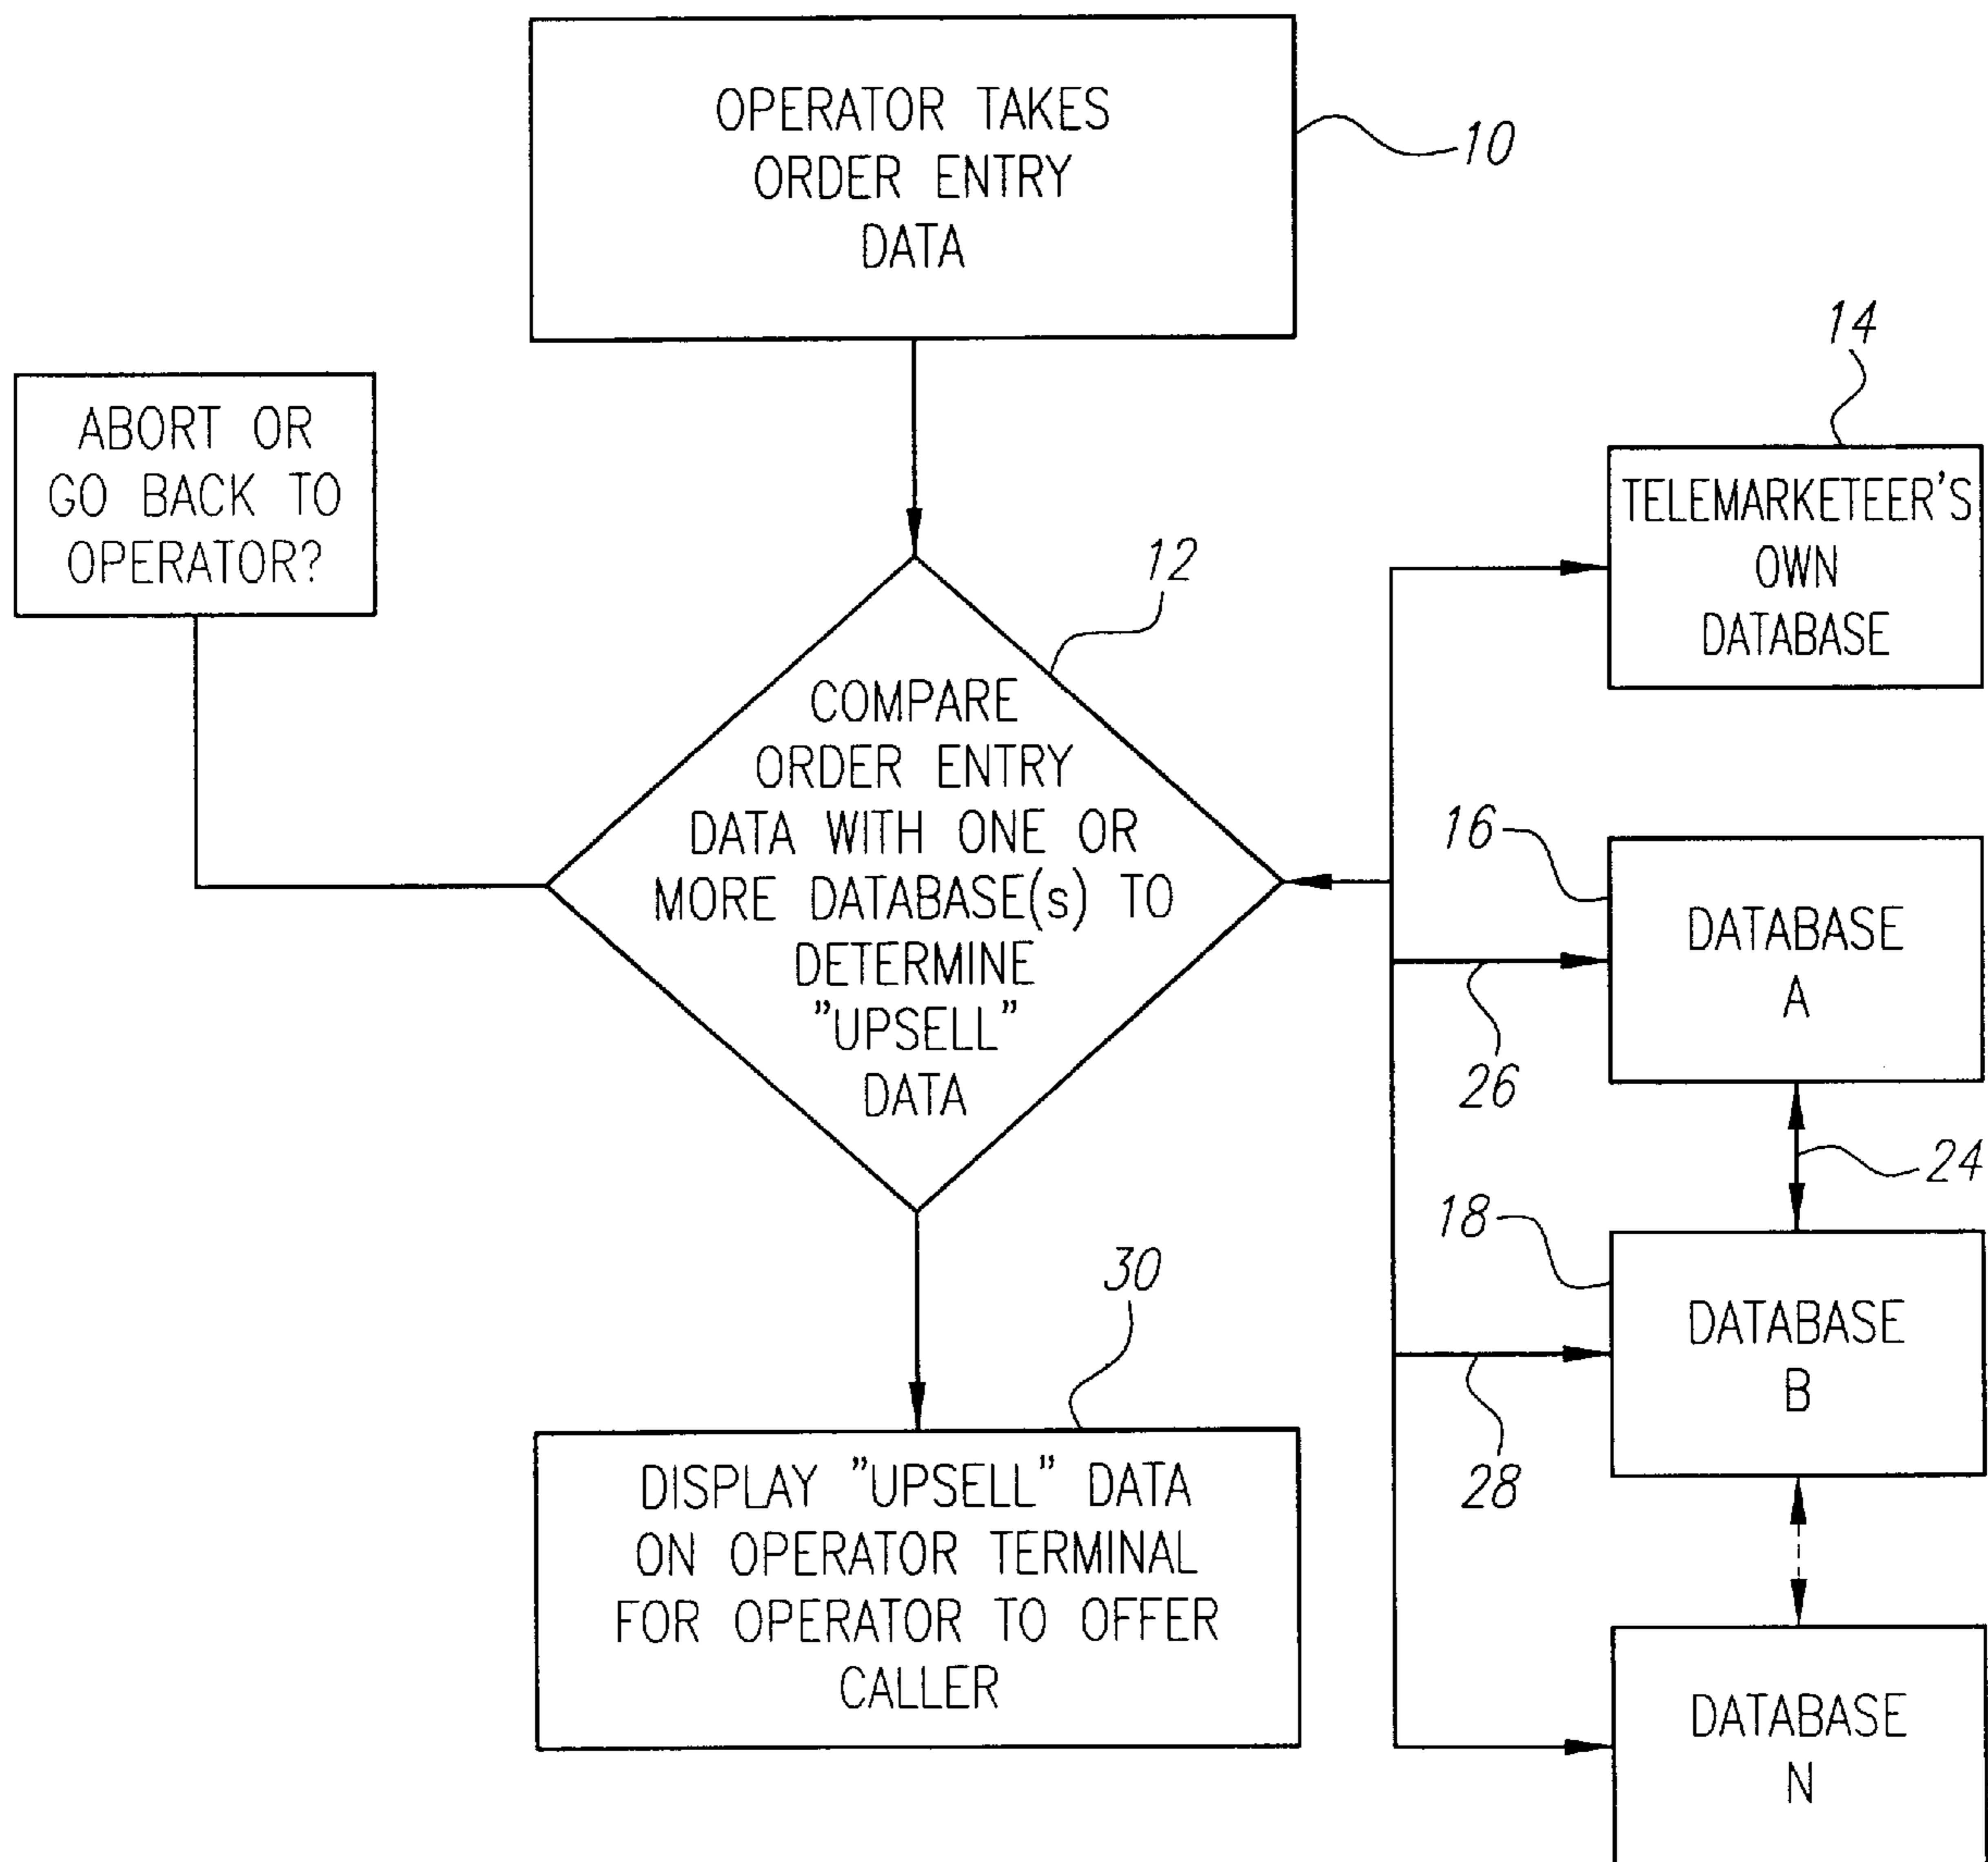 OPERATOR TAKES
ORDER ENTRY
DATA
10
ABORT OR
GO BACK TO
OPERATOR?
12
COMPARE
ORDER ENTRY
DATA WITH ONE OR
MORE DATABASE(s) TO
DETERMINE
"UPSELL"
DATA
14
TELEMARKETEER'S
OWN
DATABASE
16
DATABASE
A
26
24
18
DATABASE
B
28
30
DISPLAY "UPSELL" DATA
ON OPERATOR TERMINAL
FOR OPERATOR TO OFFER
CALLER
DATABASE
N